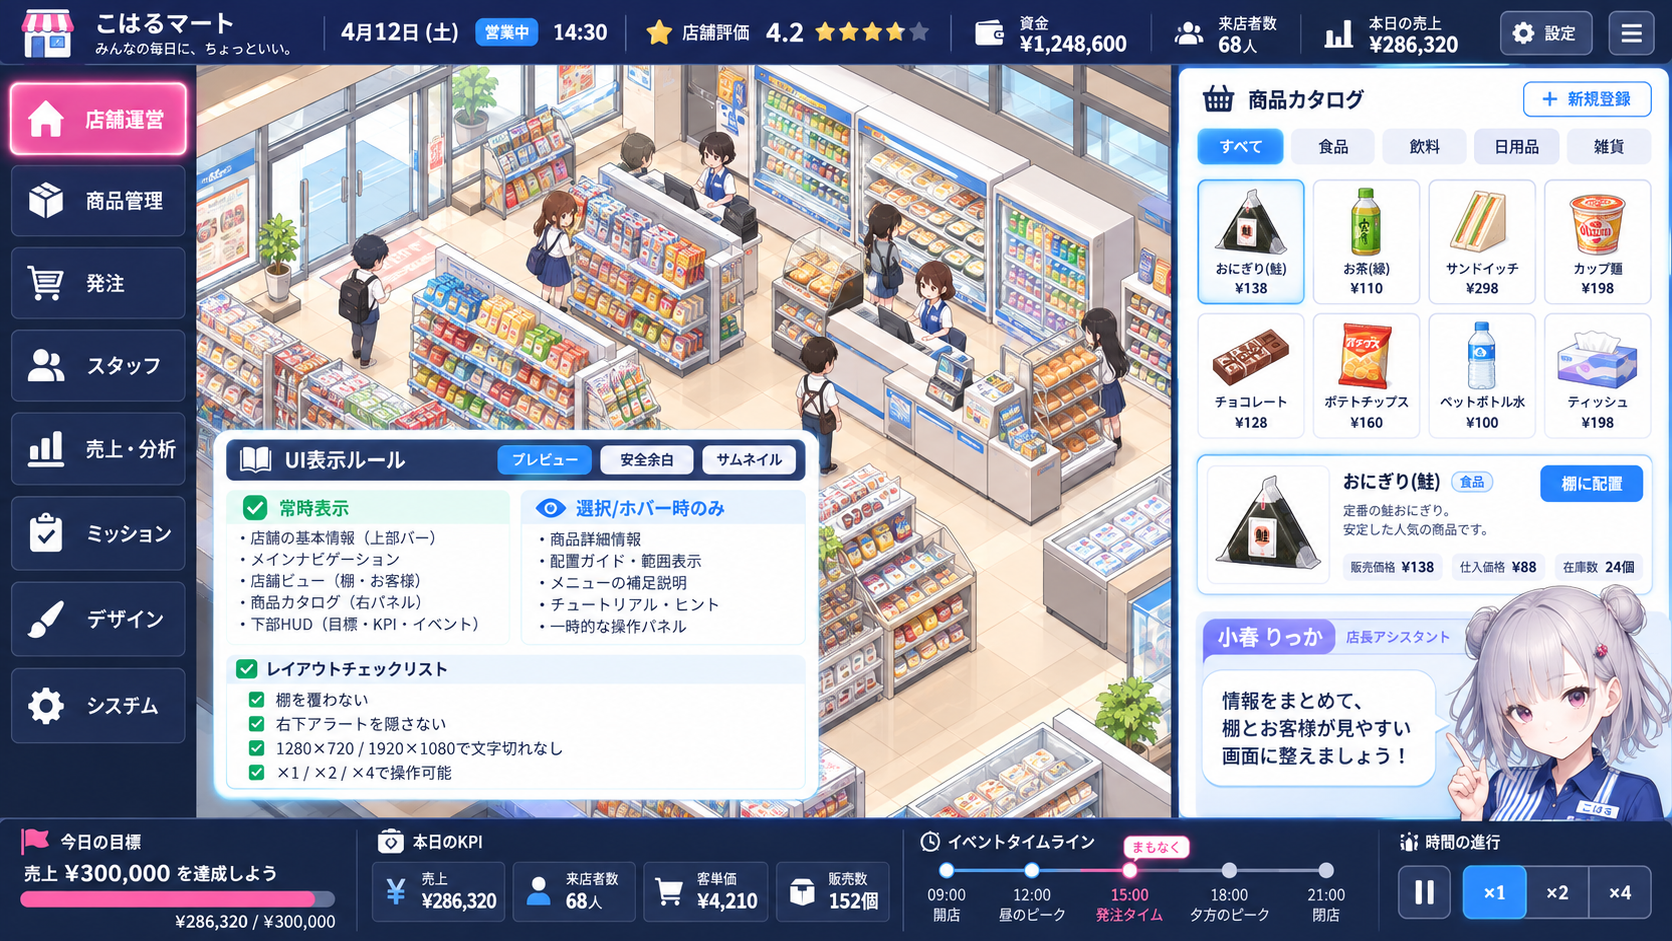 こはるマート
みんなの毎日に、ちょっといい。
4月12日 (土)
営業中
14:30
店舗評価 4.2
資金
¥1,248,600
来店者数
68人
本日の売上
¥286,320
設定
店舗運営
商品管理
発注
スタッフ
売上・分析
ミッション
デザイン
システム
商品カタログ
+ 新規登録
すべて
食品
飲料
日用品
雑貨
おにぎり(鮭)
¥138
お茶(緑)
¥110
サンドイッチ
¥298
カップ麺
¥198
チョコレート
¥128
ポテトチップス
¥160
ペットボトル水
¥100
ティッシュ
¥198
鮭
おにぎり(鮭)
食品
棚に配置
定番の鮭おにぎり。
安定した人気の商品です。
販売価格 ¥138
仕入価格 ¥88
在庫数 24個
小春 りっか
店長アシスタント
情報をまとめて、
棚とお客様が見やすい
画面に整えましょう！
こはる
UI表示ルール
プレビュー
安全余白
サムネイル
常時表示
・店舗の基本情報（上部バー）
・メインナビゲーション
・店舗ビュー（棚・お客様）
・商品カタログ（右パネル）
・下部HUD（目標・KPI・イベント）
選択/ホバー時のみ
・商品詳細情報
・配置ガイド・範囲表示
・メニューの補足説明
・チュートリアル・ヒント
・一時的な操作パネル
レイアウトチェックリスト
棚を覆わない
右下アラートを隠さない
1280×720 / 1920×1080で文字切れなし
×1 / ×2 / ×4で操作可能
今日の目標
売上 ¥300,000 を達成しよう
¥286,320 / ¥300,000
本日のKPI
売上
¥286,320
来店者数
68人
客単価
¥4,210
販売数
152個
イベントタイムライン
まもなく
09:00
開店
12:00
昼のピーク
15:00
発注タイム
18:00
夕方のピーク
21:00
閉店
時間の進行
×1
×2
×4